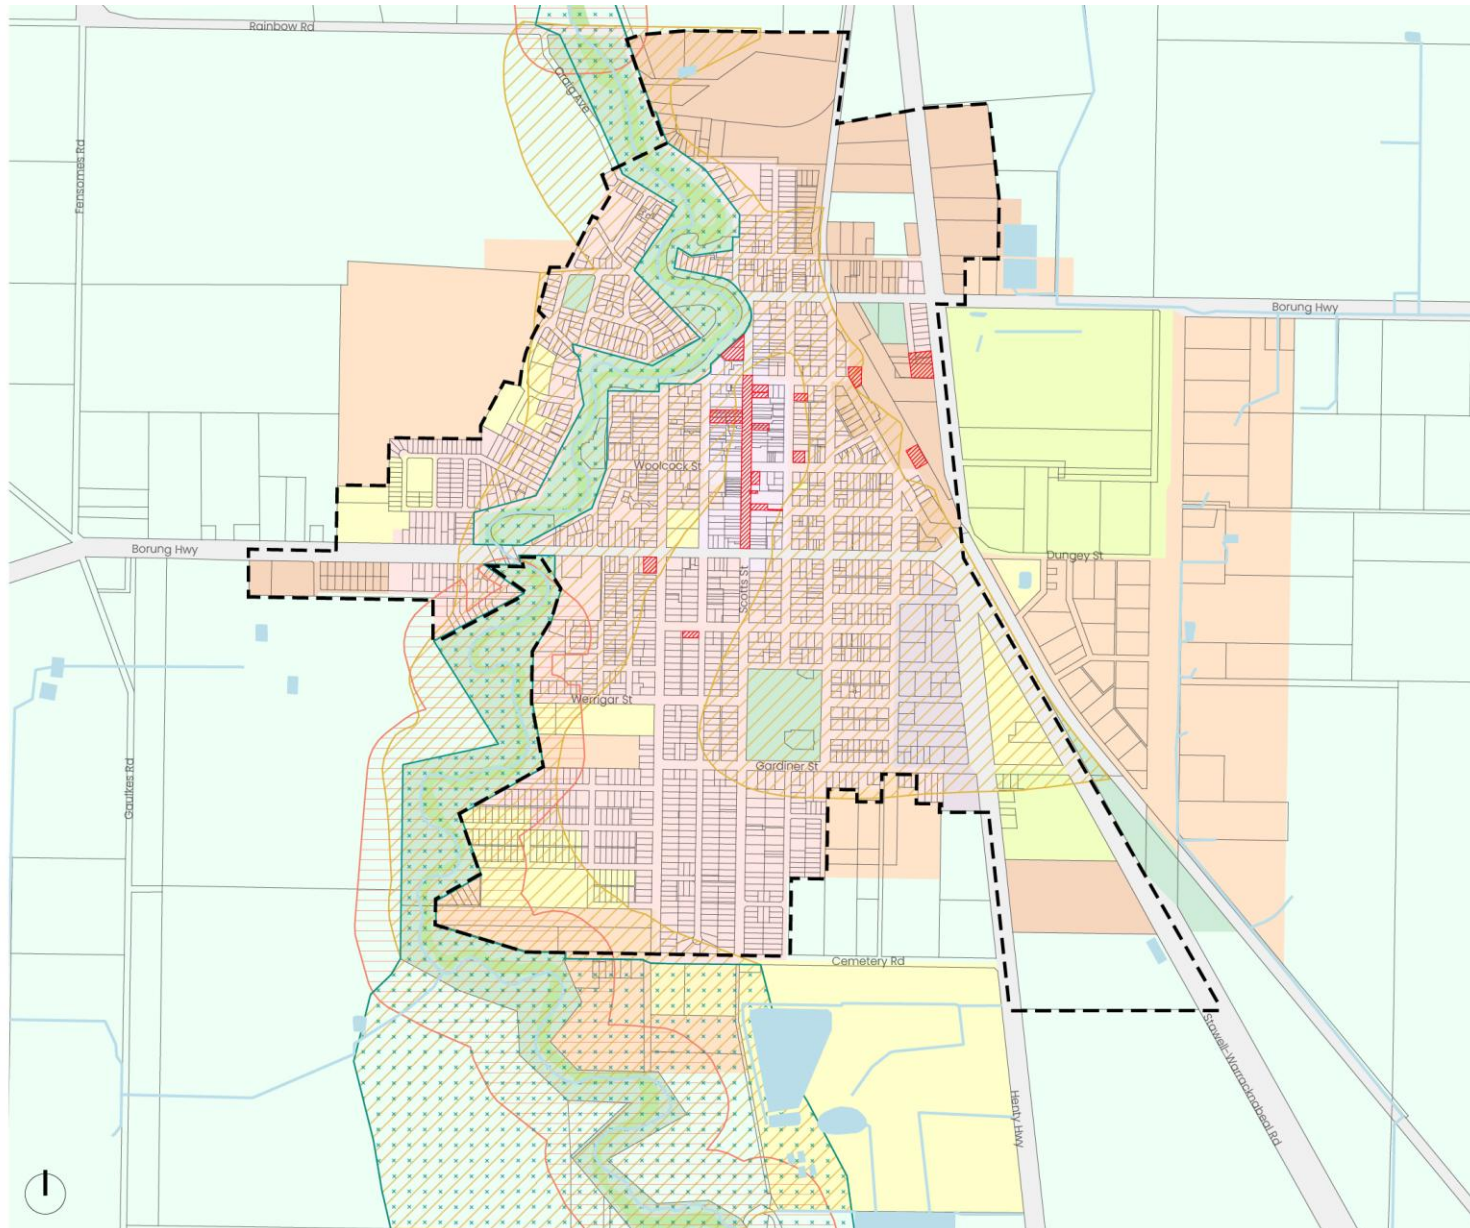 Rainbow Rd
Craig Ave
Fensomes Rd
Borung Hwy
Woolcock St
Borung Hwy
Dungey St
Scotts St
Werrigar St
Gardiner St
Gaulkes Rd
Cemetery Rd
Henty Hwy
Stawell-Warracknabeal Rd